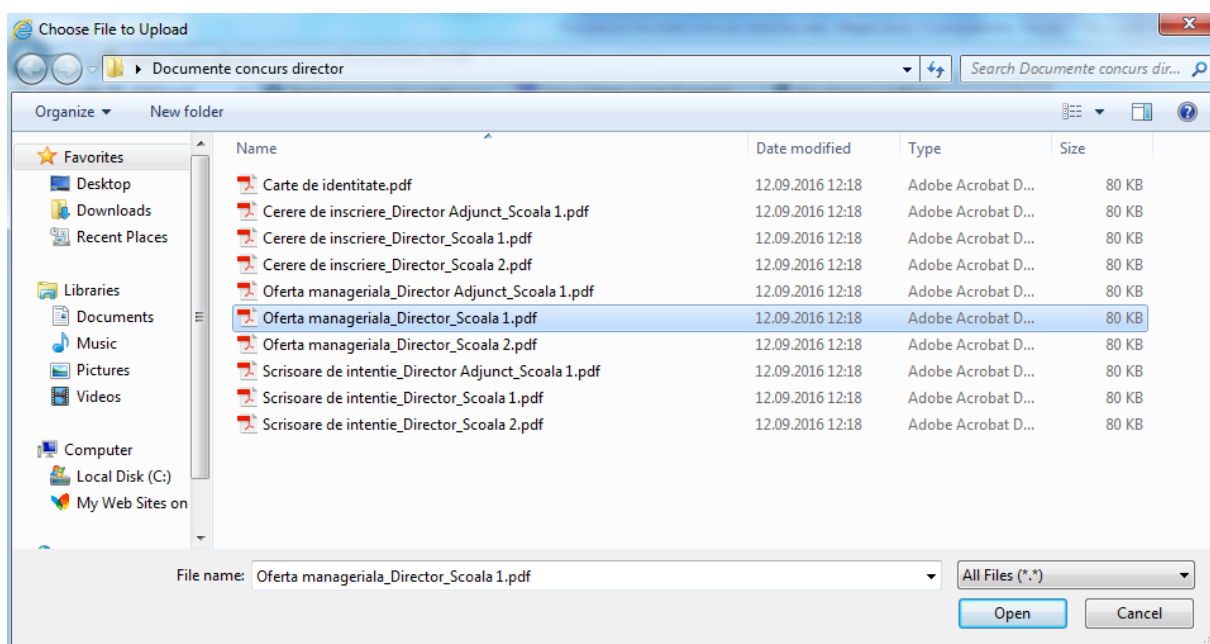 Choose File to Upload
Documente concurs director
Search Documente concurs dir...
Organize New folder
Name Date modified Type Size
Favorites
Desktop
Downloads
Recent Places
Libraries
Documents
Music
Pictures
Videos
Computer
Local Disk (C:)
My Web Sites on
Carte de identitate.pdf 12.09.2016 12:18 Adobe Acrobat D... 80 KB
Cerere de inscriere_Director Adjunct_Scoala 1.pdf 12.09.2016 12:18 Adobe Acrobat D... 80 KB
Cerere de inscriere_Director_Scoala 1.pdf 12.09.2016 12:18 Adobe Acrobat D... 80 KB
Cerere de inscriere_Director_Scoala 2.pdf 12.09.2016 12:18 Adobe Acrobat D... 80 KB
Oferta manageriala_Director Adjunct_Scoala 1.pdf 12.09.2016 12:18 Adobe Acrobat D... 80 KB
Oferta manageriala_Director_Scoala 1.pdf 12.09.2016 12:18 Adobe Acrobat D... 80 KB
Oferta manageriala_Director_Scoala 2.pdf 12.09.2016 12:18 Adobe Acrobat D... 80 KB
Scrisoare de intentie_Director Adjunct_Scoala 1.pdf 12.09.2016 12:18 Adobe Acrobat D... 80 KB
Scrisoare de intentie_Director_Scoala 1.pdf 12.09.2016 12:18 Adobe Acrobat D... 80 KB
Scrisoare de intentie_Director_Scoala 2.pdf 12.09.2016 12:18 Adobe Acrobat D... 80 KB
File name: Oferta manageriala_Director_Scoala 1.pdf All Files (*.*)
Open Cancel